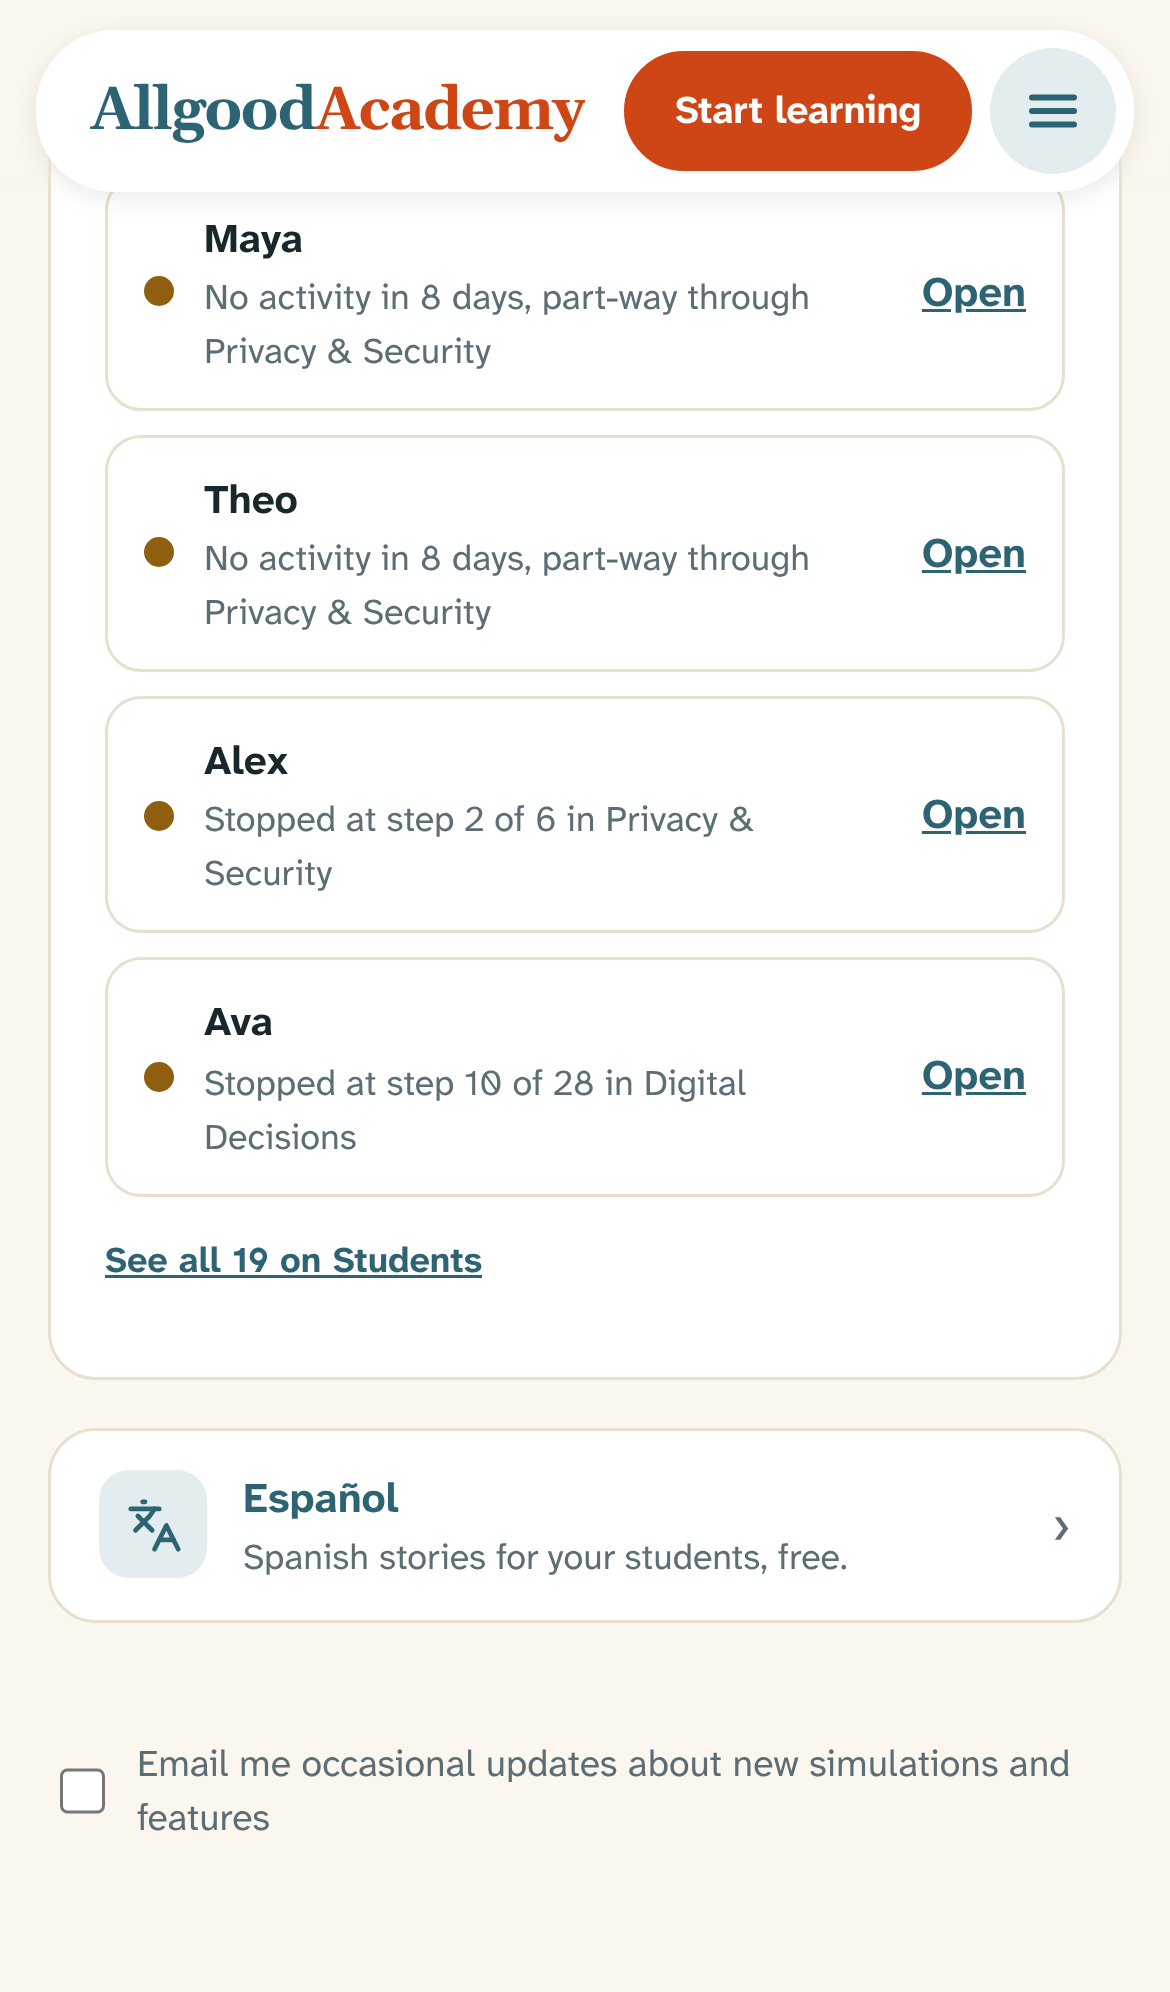 AllgoodAcademy
Start learning
Maya
No activity in 8 days, part-way through
Privacy & Security
Open
Theo
No activity in 8 days, part-way through
Privacy & Security
Open
Alex
Stopped at step 2 of 6 in Privacy &
Security
Open
Ava
Stopped at step 10 of 28 in Digital
Decisions
Open
See all 19 on Students
Español
Spanish stories for your students, free.
Email me occasional updates about new simulations and
features